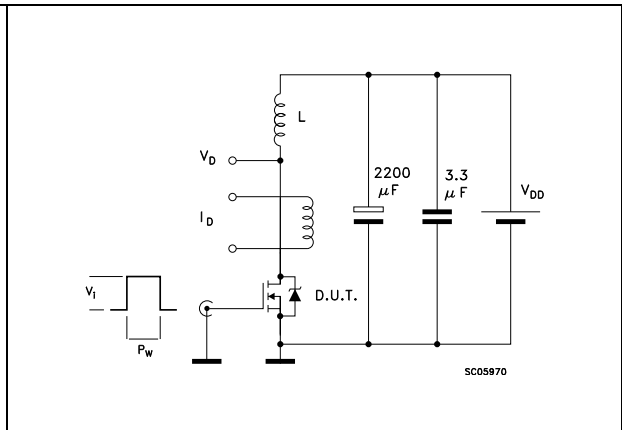 L
V_D
2200
μF
3.3
μF
V_DD
I_D
V_i
D.U.T.
P_W
SC05970